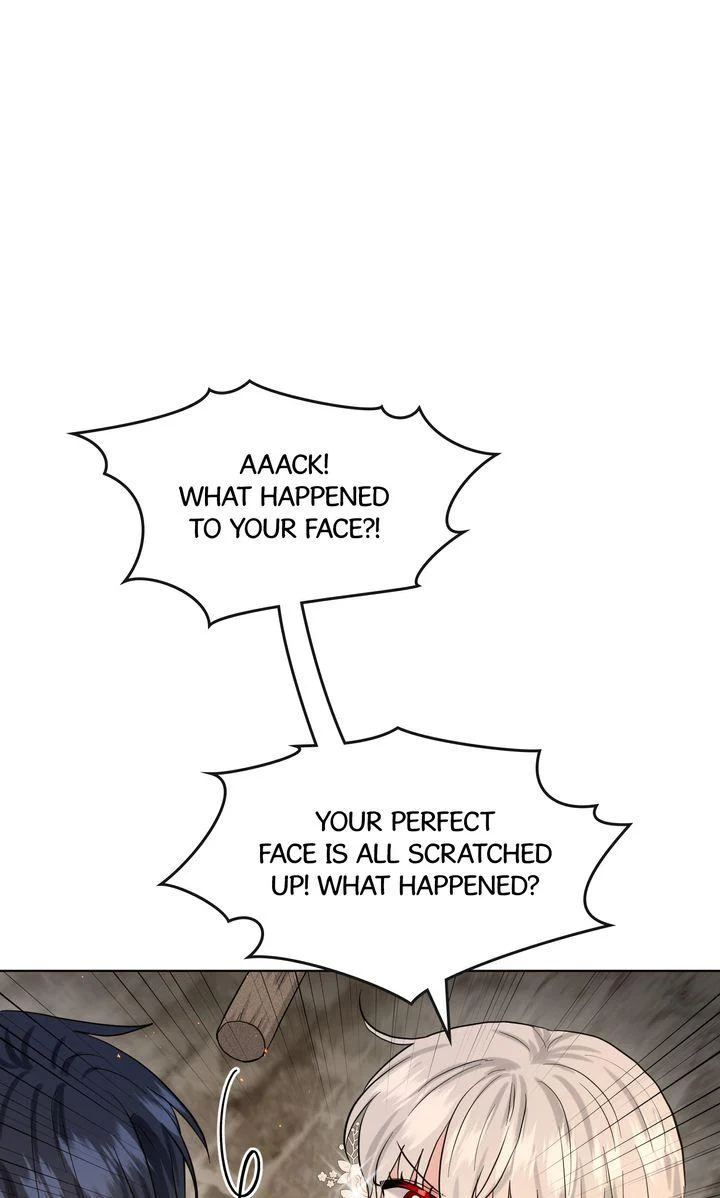 AAACK!
WHAT HAPPENED
TO YOUR FACE?!
YOUR PERFECT
FACE IS ALL SCRATCHED
UP! WHAT HAPPENED?